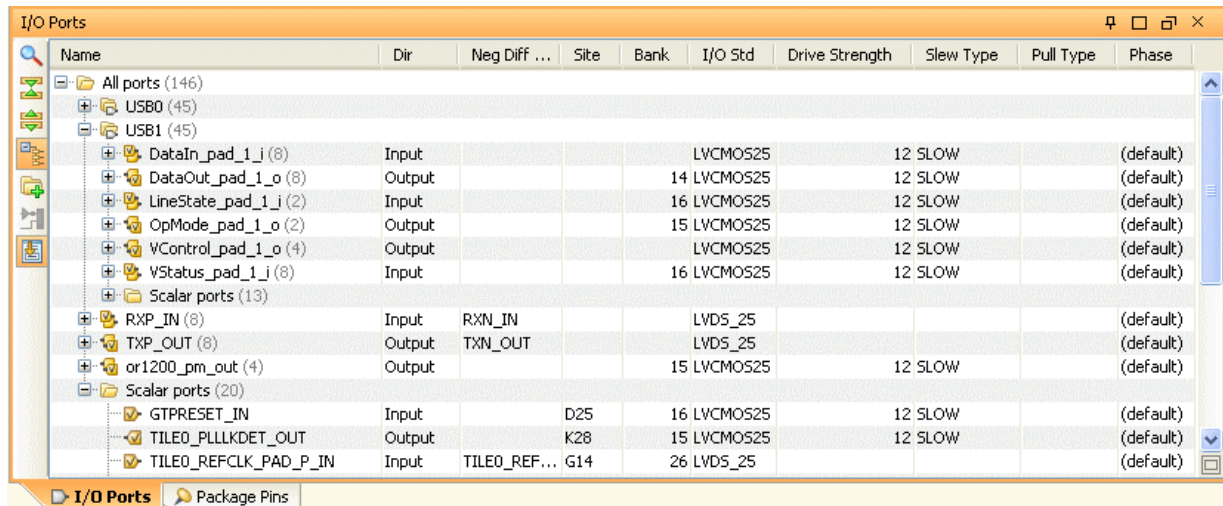 I/O Ports
Name Dir Neg Diff ... Site Bank I/O Std Drive Strength Slew Type Pull Type Phase
All ports (146)
USB0 (45)
USB1 (45)
DataIn_pad_1_i (8) Input LVCMOS25 12 SLOW (default)
DataOut_pad_1_o (8) Output 14 LVCMOS25 12 SLOW (default)
LineState_pad_1_i (2) Input 16 LVCMOS25 12 SLOW (default)
OpMode_pad_1_o (2) Output 15 LVCMOS25 12 SLOW (default)
VControl_pad_1_o (4) Output LVCMOS25 12 SLOW (default)
VStatus_pad_1_i (8) Input 16 LVCMOS25 12 SLOW (default)
Scalar ports (13)
RXP_IN (8) Input RXN_IN LVDS_25 (default)
TXP_OUT (8) Output TXN_OUT LVDS_25 (default)
or1200_pm_out (4) Output 15 LVCMOS25 12 SLOW (default)
Scalar ports (20)
GTPRESET_IN Input D25 16 LVCMOS25 12 SLOW (default)
TILE0_PLLLKDET_OUT Output K28 15 LVCMOS25 12 SLOW (default)
TILE0_REFCLK_PAD_P_IN Input TILE0_REF... G14 26 LVDS_25 (default)
I/O Ports Package Pins